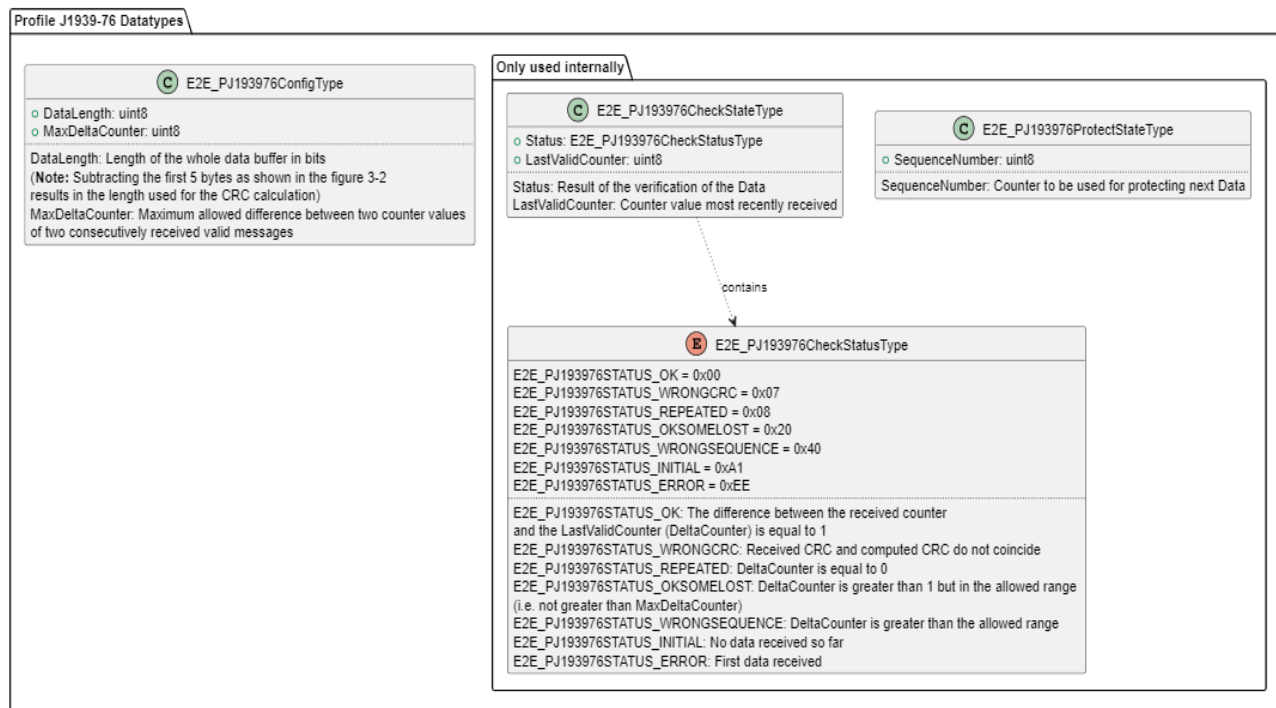 Profile J1939-76 Datatypes
C E2E_PJ193976ConfigType
DataLength: uint8
MaxDeltaCounter: uint8
DataLength: Length of the whole data buffer in bits
(Note: Subtracting the first 5 bytes as shown in the figure 3-2
results in the length used for the CRC calculation)
MaxDeltaCounter: Maximum allowed difference between two counter values
of two consecutively received valid messages
Only used internally
C E2E_PJ193976CheckStateType
Status: E2E_PJ193976CheckStatusType
LastValidCounter: uint8
Status: Result of the verification of the Data
LastValidCounter: Counter value most recently received
C E2E_PJ193976ProtectStateType
SequenceNumber: uint8
SequenceNumber: Counter to be used for protecting next Data
contains
E E2E_PJ193976CheckStatusType
E2E_PJ193976STATUS_OK = 0x00
E2E_PJ193976STATUS_WRONGCRC = 0x07
E2E_PJ193976STATUS_REPEATED = 0x08
E2E_PJ193976STATUS_OKSOMELOST = 0x20
E2E_PJ193976STATUS_WRONGSEQUENCE = 0x40
E2E_PJ193976STATUS_INITIAL = 0xA1
E2E_PJ193976STATUS_ERROR = 0xEE
E2E_PJ193976STATUS_OK: The difference between the received counter
and the LastValidCounter (DeltaCounter) is equal to 1
E2E_PJ193976STATUS_WRONGCRC: Received CRC and computed CRC do not coincide
E2E_PJ193976STATUS_REPEATED: DeltaCounter is equal to 0
E2E_PJ193976STATUS_OKSOMELOST: DeltaCounter is greater than 1 but in the allowed range
(i.e. not greater than MaxDeltaCounter)
E2E_PJ193976STATUS_WRONGSEQUENCE: DeltaCounter is greater than the allowed range
E2E_PJ193976STATUS_INITIAL: No data received so far
E2E_PJ193976STATUS_ERROR: First data received